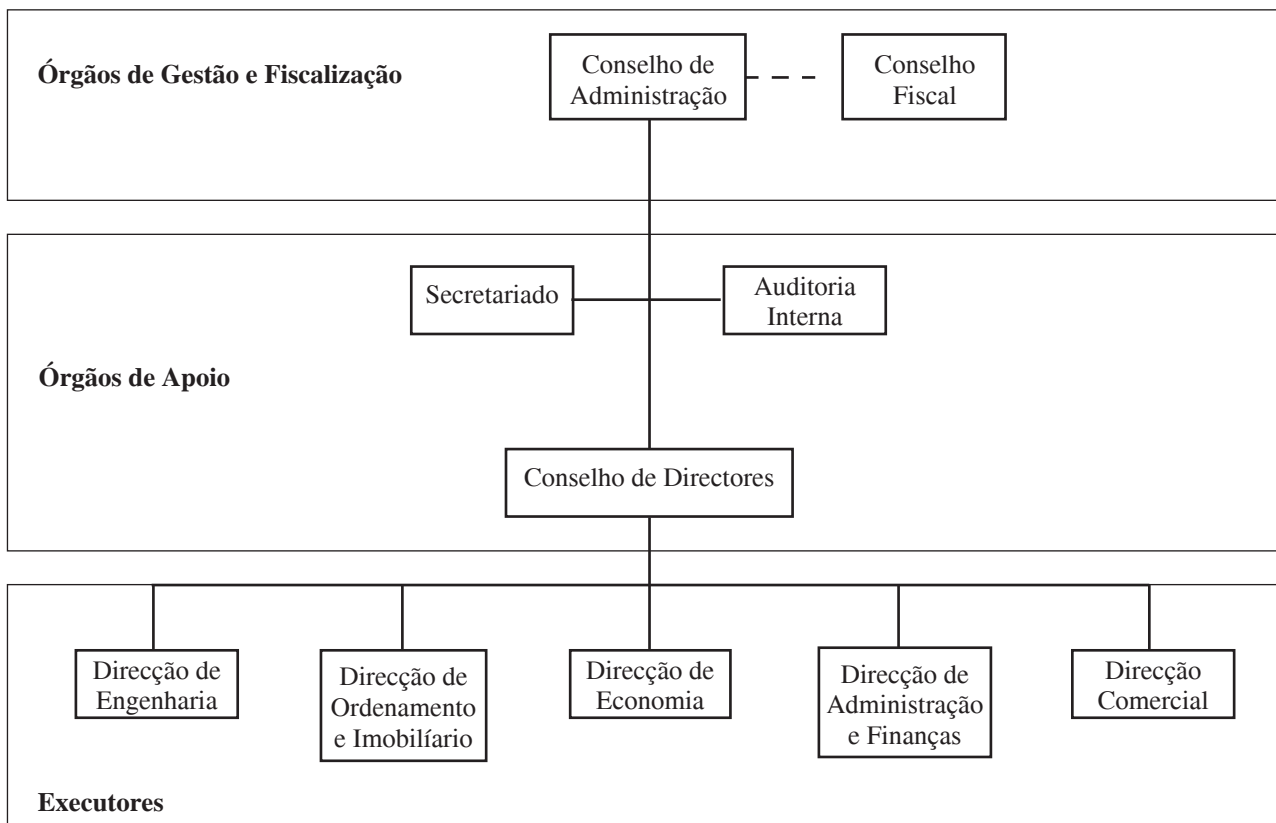 Órgãos de Gestão e Fiscalização
Conselho de
Administração
Conselho
Fiscal
Secretariado
Auditoria
Interna
Órgãos de Apoio
Conselho de Directores
Direcção de
Engenharia
Direcção de
Ordenamento
e Imobilíario
Direcção de
Economia
Direcção de
Administração
e Finanças
Direcção
Comercial
Executores